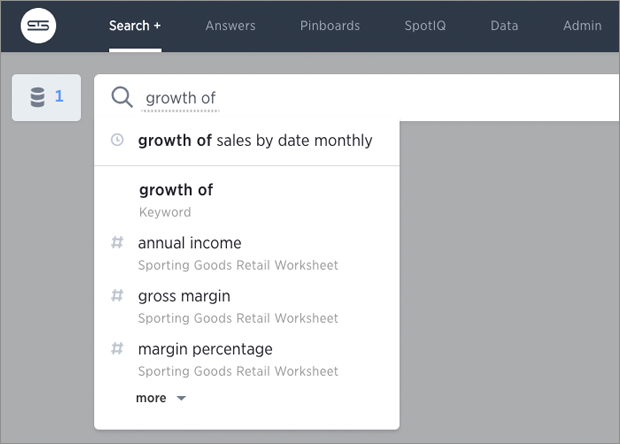 Search + Answers Pinboards SpotIQ Data Admin
1
growth of
growth of sales by date monthly
growth of
Keyword
# annual income
Sporting Goods Retail Worksheet
# gross margin
Sporting Goods Retail Worksheet
# margin percentage
Sporting Goods Retail Worksheet
more